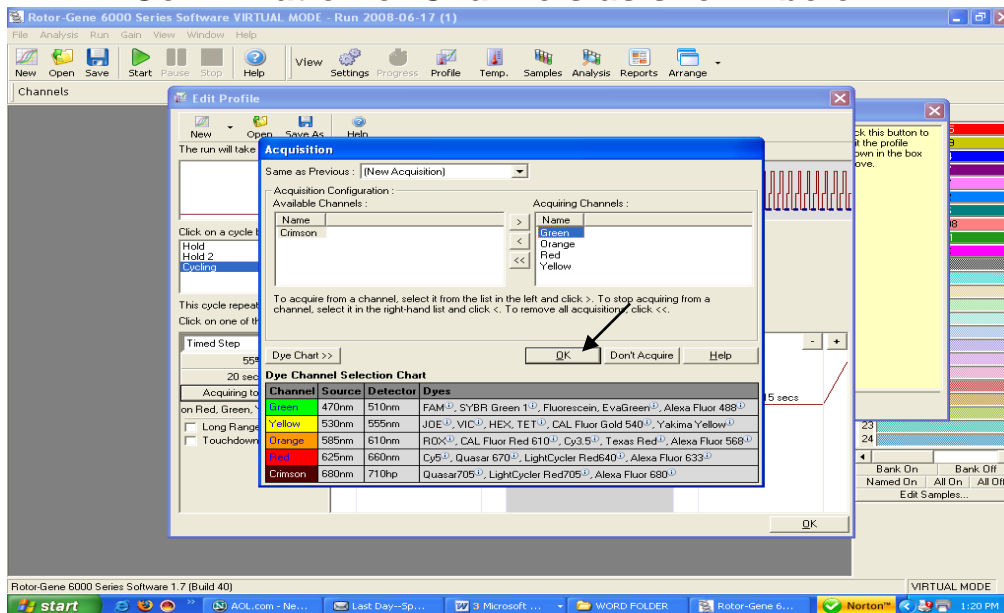 Rotor-Gene 6000 Series Software VIRTUAL MODE - Run 2008-06-17 (1)
File Analysis Run Gain View Window Help
New Open Save Start Pause Stop Help View Settings Progress Profile Temp. Samples Analysis Reports Arrange
Channels
Edit Profile
New Open Save As Help
The run will take
Click on a cycle b
Hold
Hold 2
Cycling
This cycle repeat
Click on one of th
Timed Step
55°
20 sec
Acquiring to
on Red, Green, Y
Long Range
Touchdown
Acquisition
Same as Previous : (New Acquisition)
Acquisition Configuration :
Available Channels :
Name
Crimson
>
<
<<
Acquiring Channels :
Name
Green
Orange
Red
Yellow
To acquire from a channel, select it from the list in the left and click >. To stop acquiring from a
channel, select it in the right-hand list and click <. To remove all acquisitions, click <<.
Dye Chart >> OK Don't Acquire Help
Dye Channel Selection Chart
Channel Source Detector Dyes
Green 470nm 510nm FAM, SYBR Green 1, Fluorescein, EvaGreen, Alexa Fluor 488
Yellow 530nm 555nm JOE, VIC, HEX, TET, CAL Fluor Gold 540, Yakima Yellow
Orange 585nm 610nm ROX, CAL Fluor Red 610, Cy3.5, Texas Red, Alexa Fluor 568
Red 625nm 660nm Cy5, Quasar 670, LightCycler Red640, Alexa Fluor 633
Crimson 680nm 710hp Quasar705, LightCycler Red705, Alexa Fluor 680
- +
15 secs
OK
ck this button to
it the profile
own in the box
ove.
23
24
Bank On Bank Off
Named On All On All Off
Edit Samples...
Rotor-Gene 6000 Series Software 1.7 (Build 40) VIRTUAL MODE
start AOL.com - Ne... Last Day--Sp... 3 Microsoft ... WORD FOLDER Rotor-Gene 6... Norton™ 1:20 PM